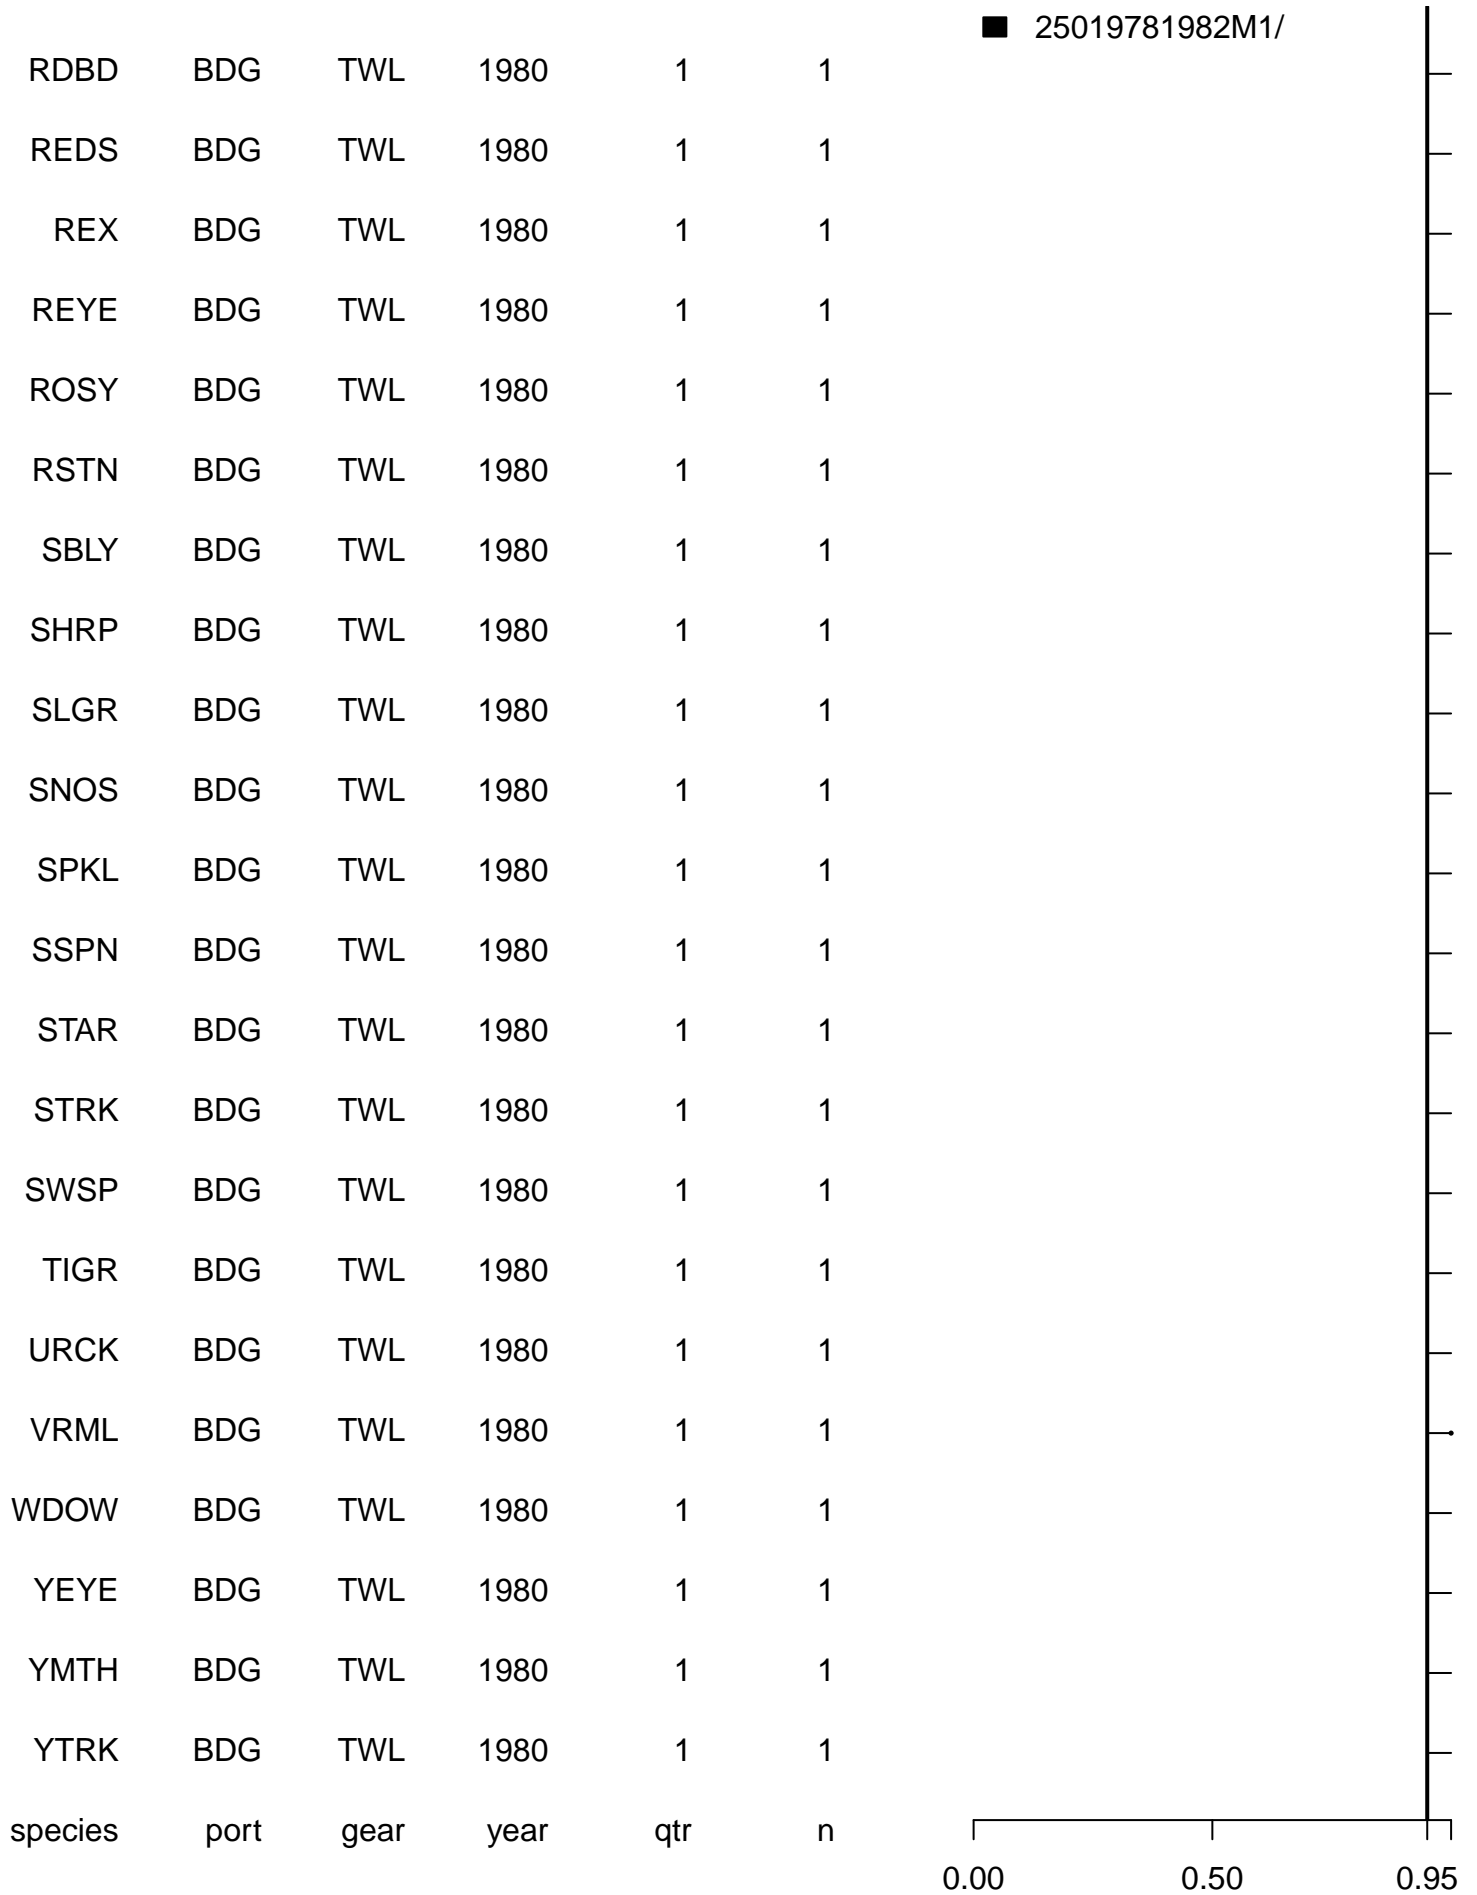 25019781982M1/
RDBD BDG TWL 1980 1 1
REDS BDG TWL 1980 1 1
REX BDG TWL 1980 1 1
REYE BDG TWL 1980 1 1
ROSY BDG TWL 1980 1 1
RSTN BDG TWL 1980 1 1
SBLY BDG TWL 1980 1 1
SHRP BDG TWL 1980 1 1
SLGR BDG TWL 1980 1 1
SNOS BDG TWL 1980 1 1
SPKL BDG TWL 1980 1 1
SSPN BDG TWL 1980 1 1
STAR BDG TWL 1980 1 1
STRK BDG TWL 1980 1 1
SWSP BDG TWL 1980 1 1
TIGR BDG TWL 1980 1 1
URCK BDG TWL 1980 1 1
VRML BDG TWL 1980 1 1
WDOW BDG TWL 1980 1 1
YEYE BDG TWL 1980 1 1
YMTH BDG TWL 1980 1 1
YTRK BDG TWL 1980 1 1
species port gear year qtr n
0.00 0.50 0.95